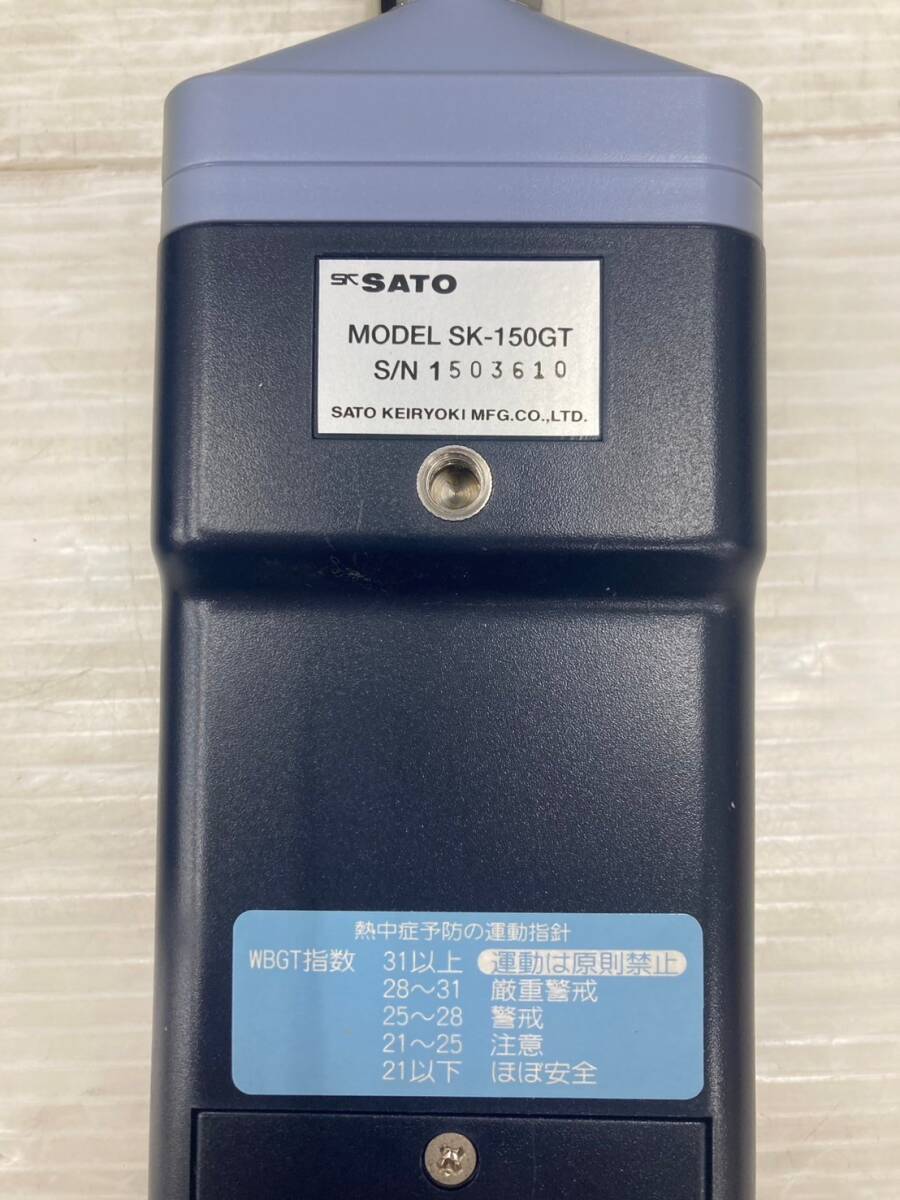 SK SATO
MODEL SK-150GT
S/N 1503610
SATO KEIRYOKI MFG.CO.,LTD.
熱中症予防の運動指針
WBGT指数 31以上 運動は原則禁止
28～31 厳重警戒
25～28 警戒
21～25 注意
21以下 ほぼ安全